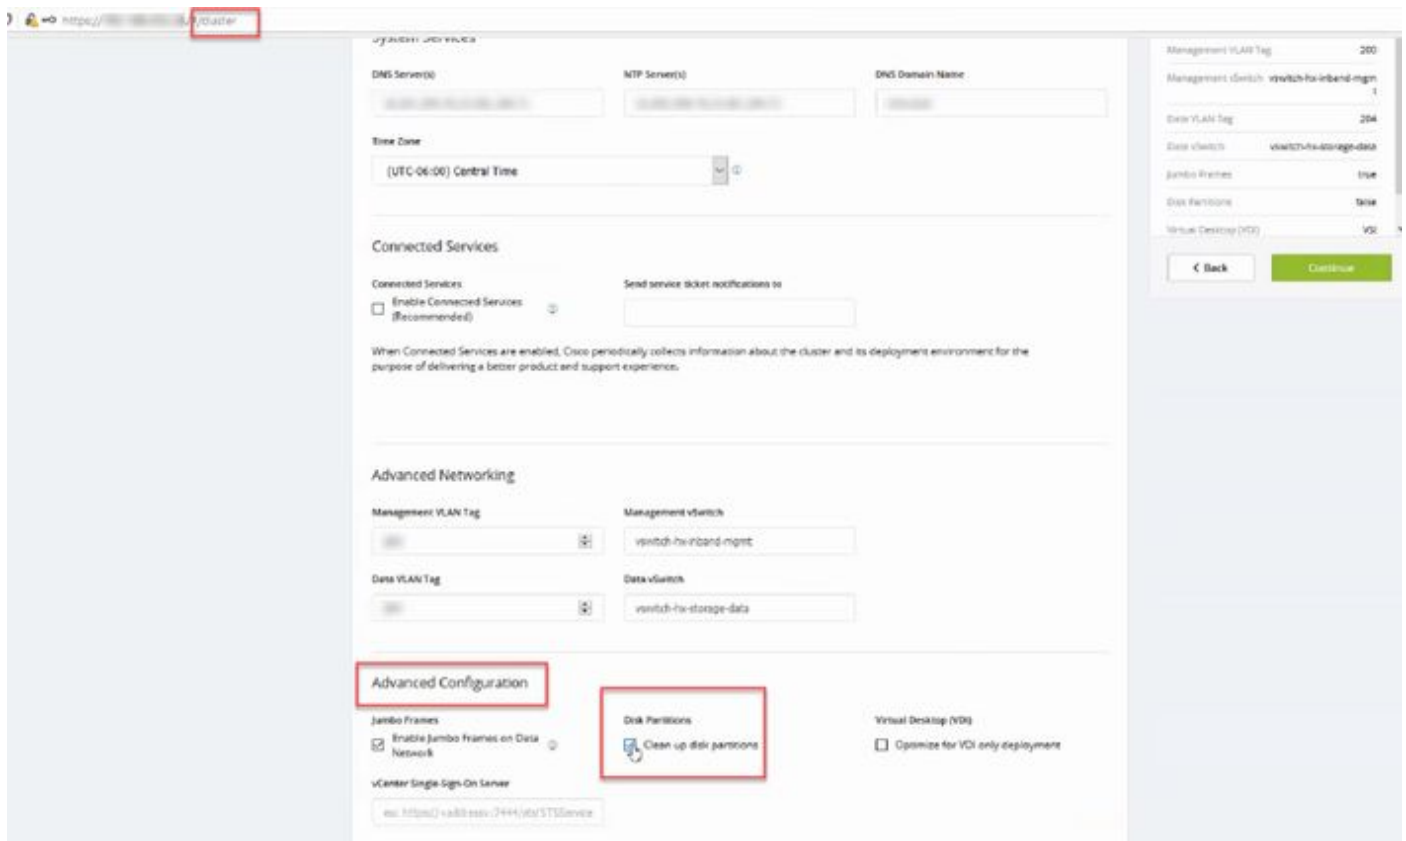 https://
/cluster
System Services
DNS Server(s)
NTP Server(s)
DNS Domain Name
Time Zone
(UTC-06:00) Central Time
Connected Services
Connected Services
Enable Connected Services
(Recommended)
Send service ticket notifications to
When Connected Services are enabled, Cisco periodically collects information about the cluster and its deployment environment for the
purpose of delivering a better product and support experience.
Advanced Networking
Management VLAN Tag
Management vSwitch
vswitch-hx-inband-mgmt
Data VLAN Tag
Data vSwitch
vswitch-hx-storage-data
Advanced Configuration
Jumbo Frames
Enable Jumbo Frames on Data
Network
Disk Partitions
Clean up disk partitions
Virtual Desktop (VDI)
Optimize for VDI only deployment
vCenter Single-Sign-On Server
Management VLAN Tag 200
Management vSwitch vswitch-hx-inband-mgm
t
Data VLAN Tag 204
Data vSwitch vswitch-hx-storage-data
Jumbo Frames true
Disk Partitions false
Virtual Desktop (VDI) VSI
< Back
Continue